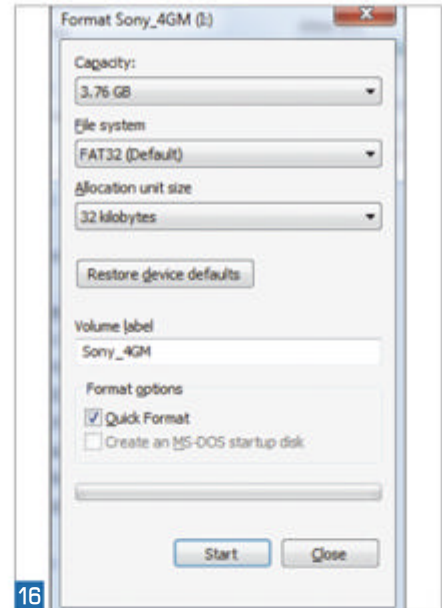 Format Sony_4GM (I:)
Capacity:
3.76 GB
File system
FAT32 (Default)
Allocation unit size
32 kilobytes
Restore device defaults
Volume label
Sony_4GM
Format options
Quick Format
Create an MS-DOS startup disk
Start
Close
16